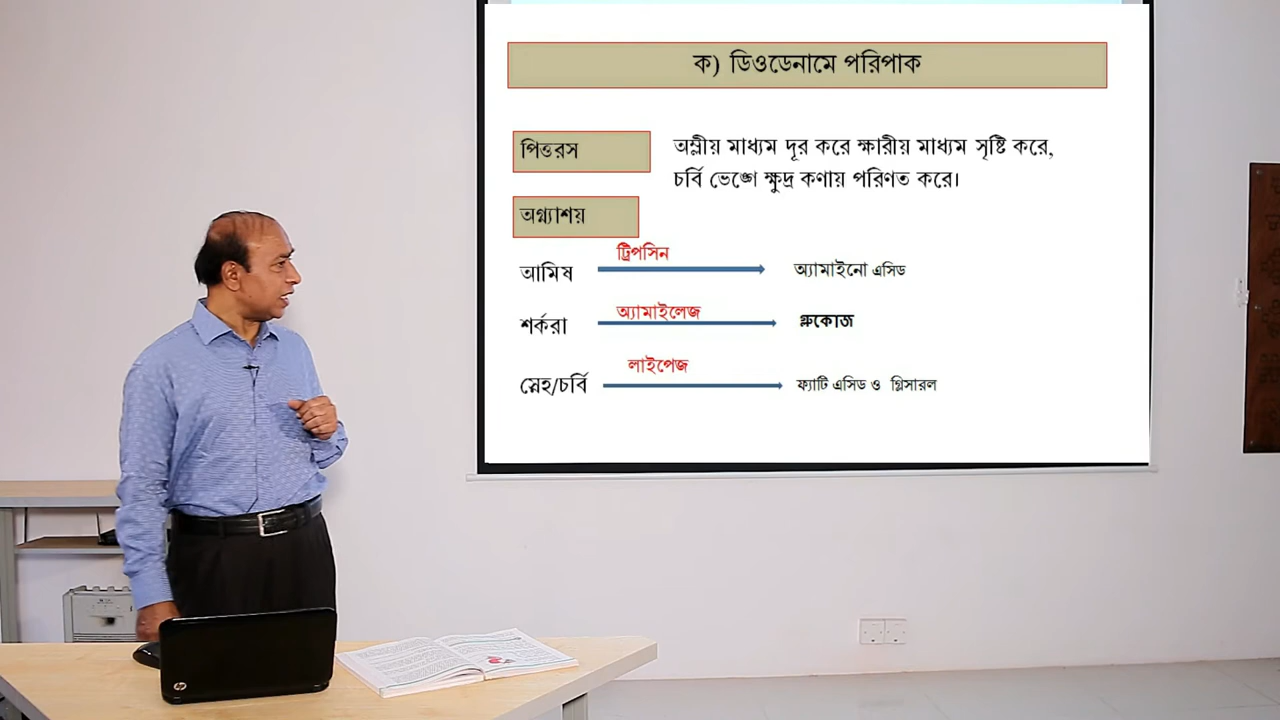 ক) ডিওডেনামে পরিপাক
পিত্তরস
অম্লীয় মাধ্যম দূর করে ক্ষারীয় মাধ্যম সৃষ্টি করে,
চর্বি ভেঙ্গে ক্ষুদ্র কণায় পরিণত করে।
অগ্ন্যাশয়
আমিষ ট্রিপসিন অ্যামাইনো এসিড
শর্করা অ্যামাইলেজ গ্লুকোজ
স্নেহ/চর্বি লাইপেজ ফ্যাটি এসিড ও গ্লিসারল
hp